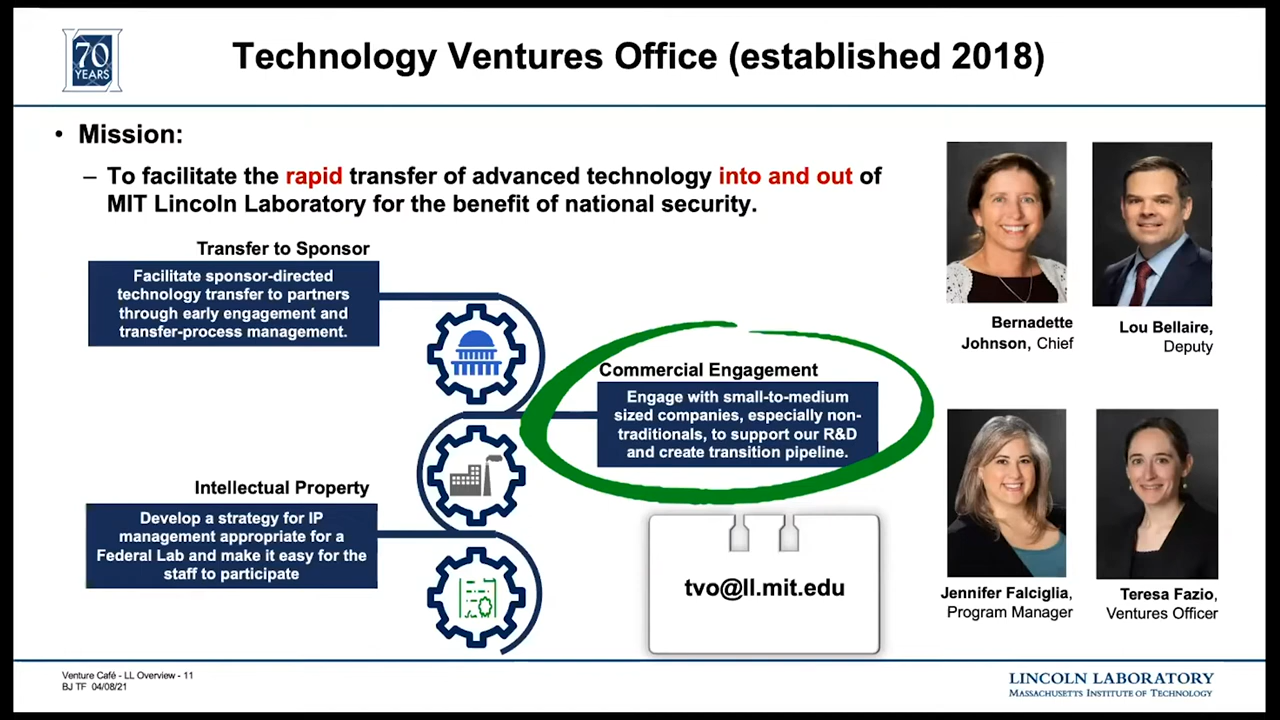 70
YEARS
Technology Ventures Office (established 2018)
• Mission:
– To facilitate the rapid transfer of advanced technology into and out of
MIT Lincoln Laboratory for the benefit of national security.
Transfer to Sponsor
Facilitate sponsor-directed
technology transfer to partners
through early engagement and
transfer-process management.
Commercial Engagement
Engage with small-to-medium
sized companies, especially non-
traditionals, to support our R&D
and create transition pipeline.
Intellectual Property
Develop a strategy for IP
management appropriate for a
Federal Lab and make it easy for the
staff to participate
tvo@ll.mit.edu
Bernadette
Johnson, Chief
Lou Bellaire,
Deputy
Jennifer Falciglia,
Program Manager
Teresa Fazio,
Ventures Officer
Venture Café - LL Overview - 11
BJ TF 04/08/21
LINCOLN LABORATORY
MASSACHUSETTS INSTITUTE OF TECHNOLOGY